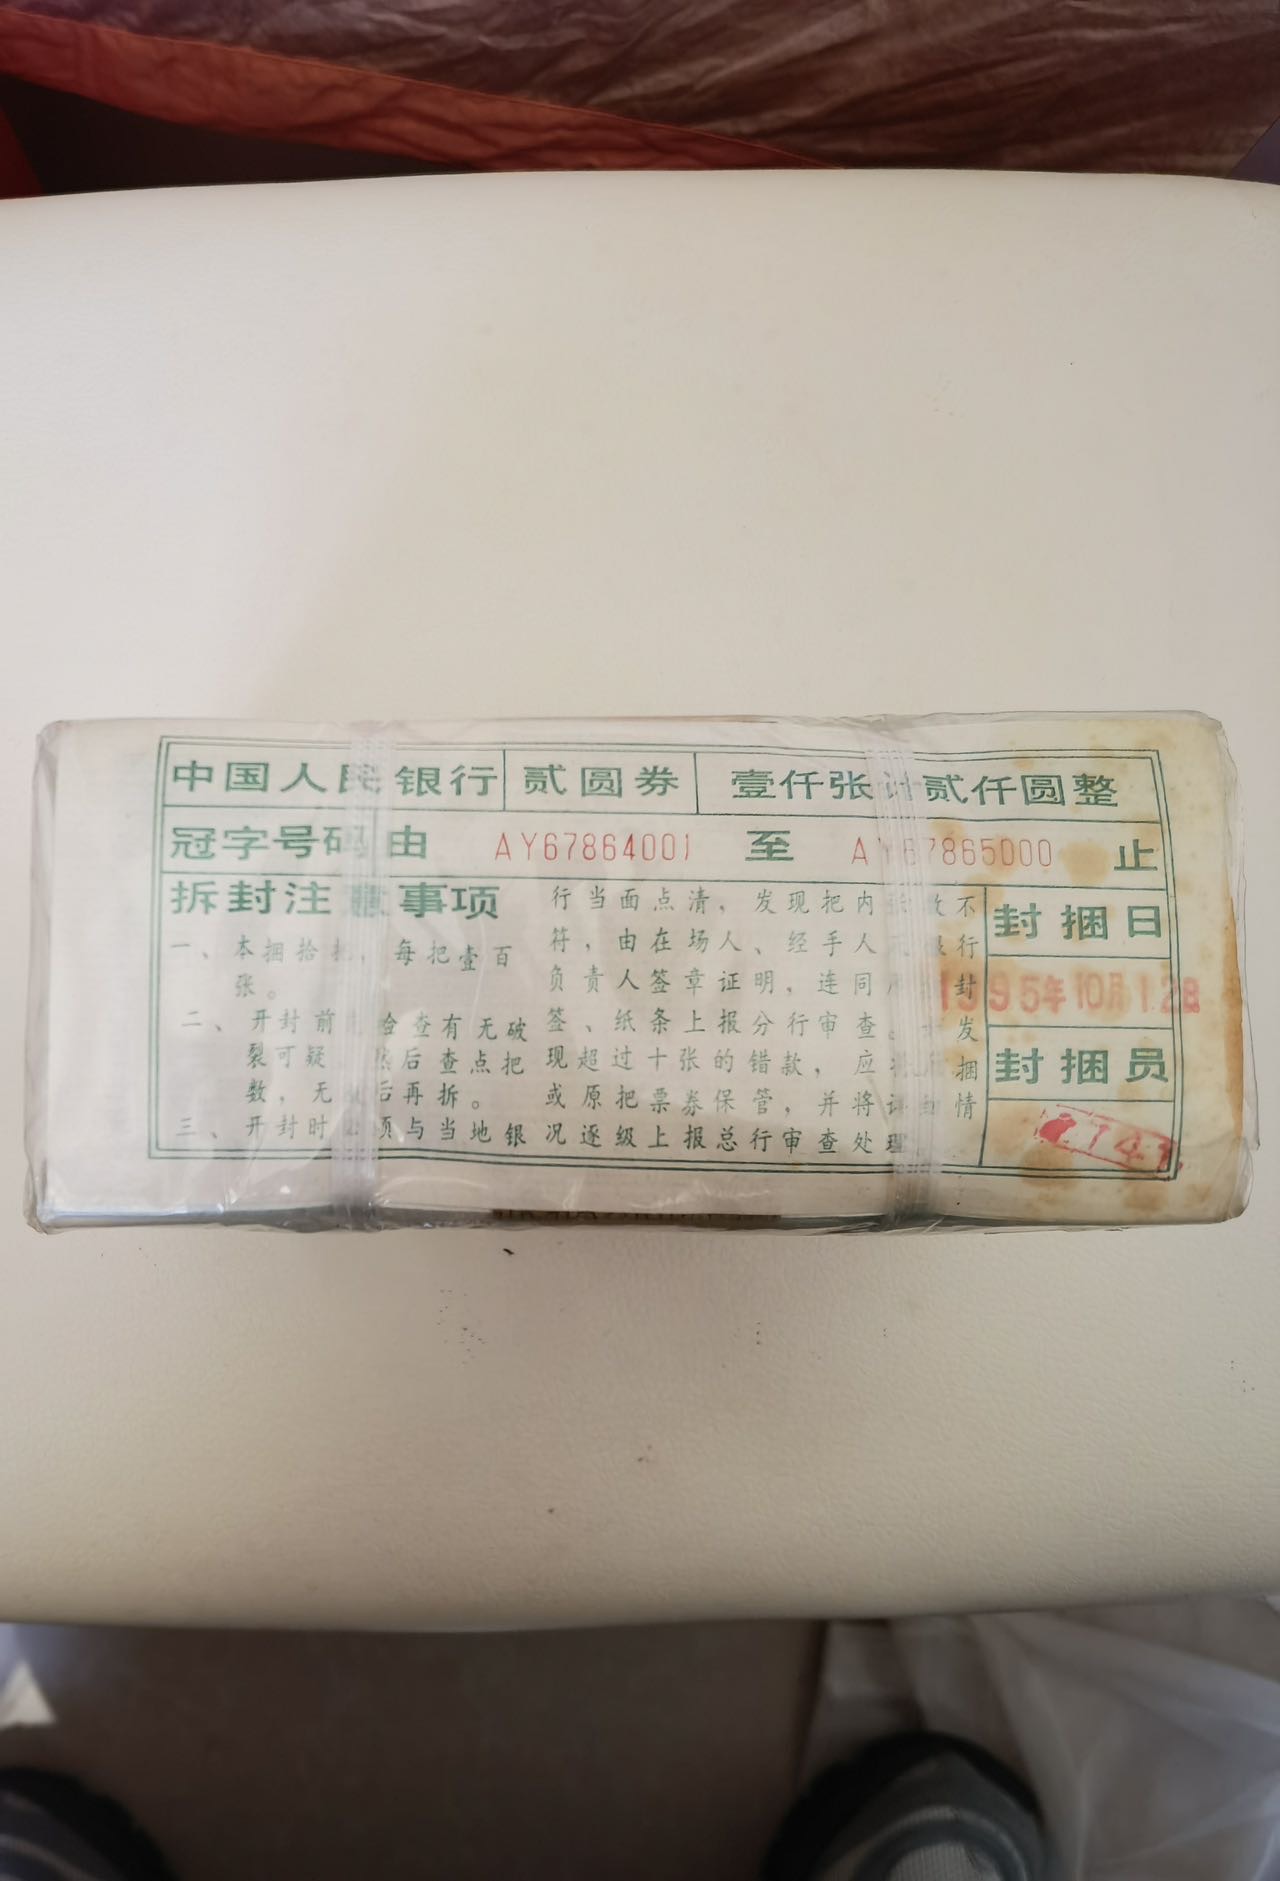 中国人民银行 贰圆券 壹仟张计贰仟圆整
冠字号码由 AY67864001 至 AY67865000 止
拆封注意事项
一、本捆拾把，每把壹百
张。
二、开封前 检查有无破
裂可疑 然后查点把
数，无 后再拆。
三、开封时 须与当地银
行当面点清，发现把内张数不
符，由在场人、经手人 银行
负责人签章证明，连同 封
签、纸条上报分行审查。 发
现超过十张的错款，应 捆
或原把票券保管，并将详细情
况逐级上报总行审查处理
封捆日
95年10月12日
封捆员